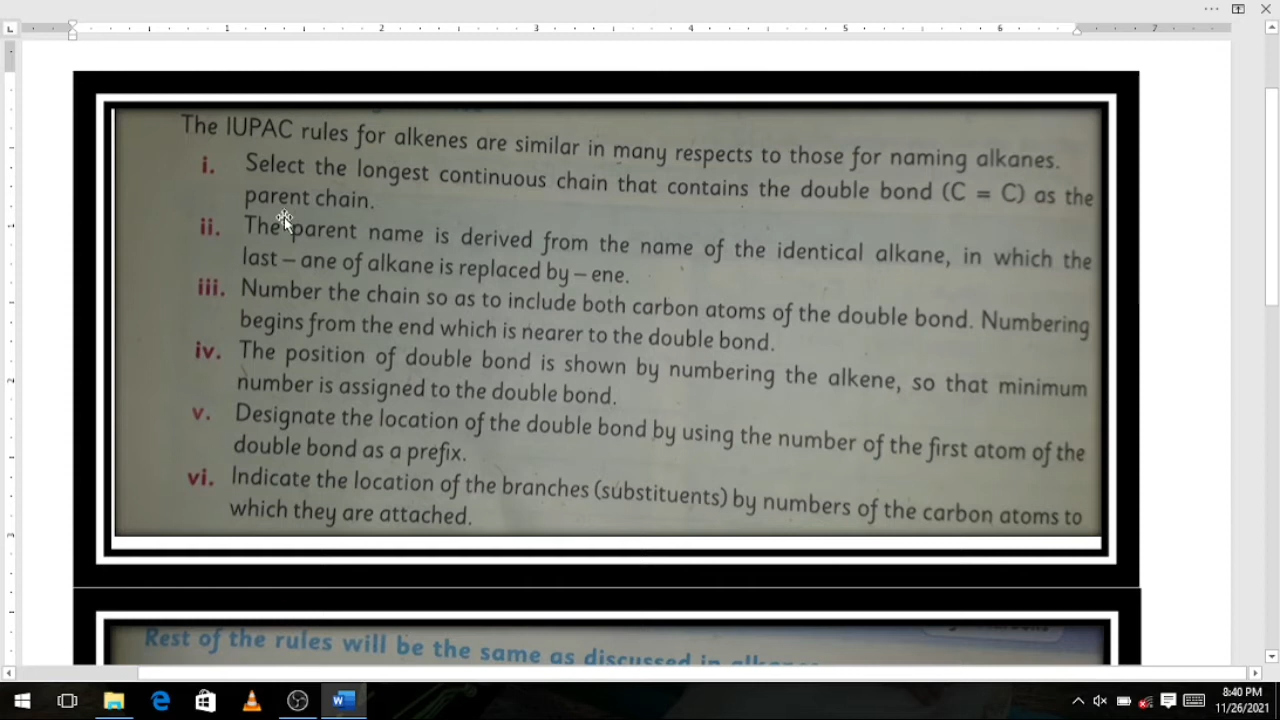 1 2 3 4 5 6 7
The IUPAC rules for alkenes are similar in many respects to those for naming alkanes.
i. Select the longest continuous chain that contains the double bond (C = C) as the
parent chain.
ii. The parent name is derived from the name of the identical alkane, in which the
last – ane of alkane is replaced by – ene.
iii. Number the chain so as to include both carbon atoms of the double bond. Numbering
begins from the end which is nearer to the double bond.
iv. The position of double bond is shown by numbering the alkene, so that minimum
number is assigned to the double bond.
v. Designate the location of the double bond by using the number of the first atom of the
double bond as a prefix.
vi. Indicate the location of the branches (substituents) by numbers of the carbon atoms to
which they are attached.
Rest of the rules will be the same as discussed in
8:40 PM
11/26/2021